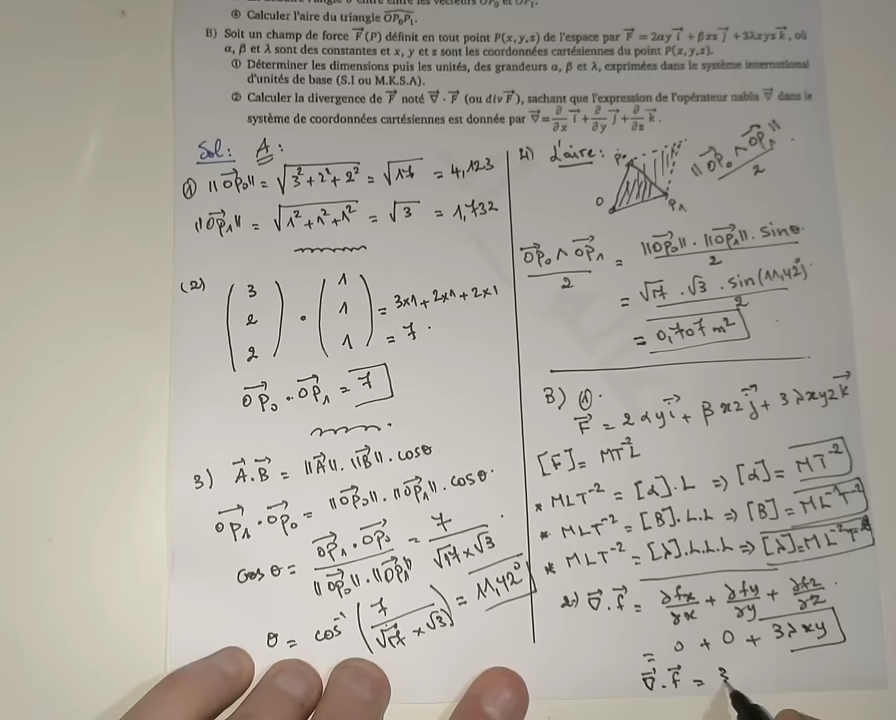 ④ Calculer l'aire du triangle OP₀P₁.
B) Soit un champ de force F⃗(P) définit en tout point P(x, y, z) de l'espace par F⃗ = 2αy i⃗ + βxz j⃗ + 3λxyz k⃗, où
α, β et λ sont des constantes et x, y et z sont les coordonnées cartésiennes du point P(x, y, z).
① Déterminer les dimensions puis les unités, des grandeurs α, β et λ, exprimées dans le système international
d'unités de base (S.I ou M.K.S.A).
② Calculer la divergence de F⃗ noté ∇⃗ · F⃗ (ou div F⃗), sachant que l'expression de l'opérateur nabla ∇⃗ dans le
système de coordonnées cartésiennes est donnée par ∇⃗ = ∂/∂x i⃗ + ∂/∂y j⃗ + ∂/∂z k⃗.
Sol: A:
① ||OP₀|| = √(3² + 2² + 2²) = √17 = 4,123
||OP₁|| = √(1² + 1² + 1²) = √3 = 1,732
(2) (3 2 2) · (1 1 1) = 3×1 + 2×1 + 2×1
= 7.
OP₀ · OP₁ = 7
3) A⃗.B⃗ = ||A⃗||.||B⃗||.cosθ
OP₁ . OP₀ = ||OP₀||.||OP₁||.cosθ.
cos θ = OP₁ . OP₀ / ||OP₀||.||OP₁|| = 7 / √17 × √3
θ = cos⁻¹ (7 / √17 × √3) = 11,42°
4) L'aire: P₀ O P₁ ||OP₀ ∧ OP₁|| / 2
OP₀ ∧ OP₁ / 2 = ||OP₀|| . ||OP₁|| . sinθ / 2
= √17 . √3 . sin(11,42°) / 2
= 0,707 m²
B) ①.
F⃗ = 2αy i⃗ + βxz j⃗ + 3λxyz k⃗
[F] = MT⁻²L
* MLT⁻² = [α].L => [α] = MT⁻²
* MLT⁻² = [B].L.L => [B] = ML⁻¹T⁻²
* MLT⁻² = [λ].L.L.L => [λ] = ML⁻²T⁻²
2) ∇⃗.f⃗ = ∂fx/∂x + ∂fy/∂y + ∂fz/∂z
= 0 + 0 + 3λxy
∇⃗.f⃗ = 3